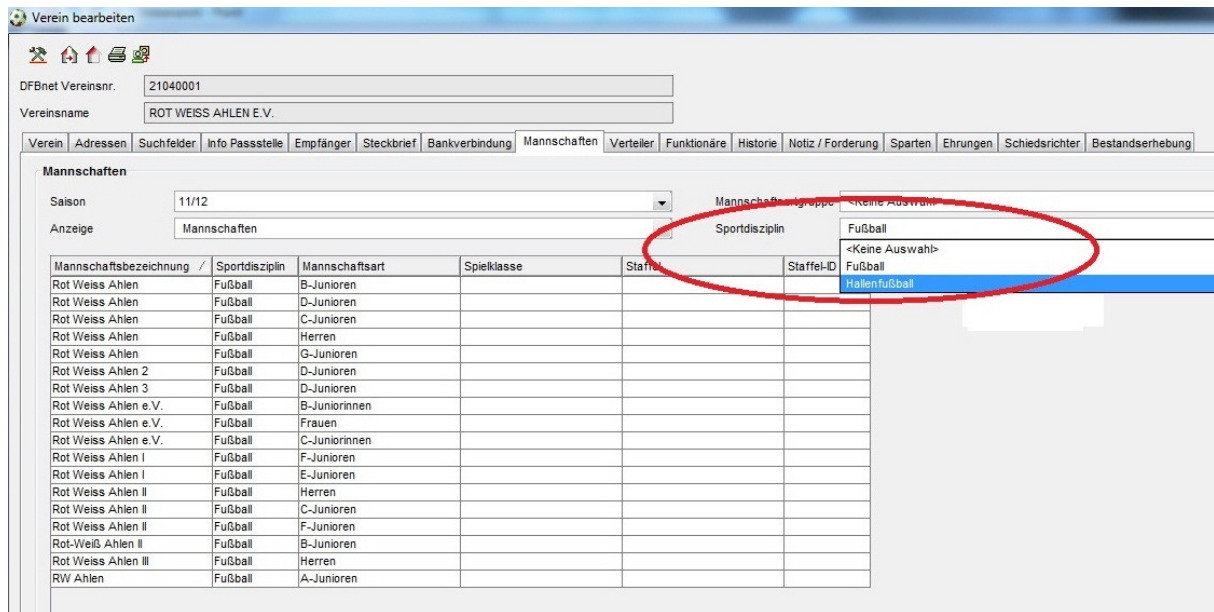 Verein bearbeiten
DFBnet Vereinsnr. 21040001
Vereinsname ROT WEISS AHLEN E.V.
Verein Adressen Suchfelder Info Passstelle Empfänger Steckbrief Bankverbindung Mannschaften Verteiler Funktionäre Historie Notiz / Forderung Sparten Ehrungen Schiedsrichter Bestandserhebung
Mannschaften
Saison 11/12 <Keine Auswahl>
Anzeige Mannschaften Sportdisziplin Fußball
<Keine Auswahl>
Fußball
Hallenfußball
Mannschaftsbezeichnung / Sportdisziplin Mannschaftsart Spielklasse Staffel Staffel-ID
Rot Weiss Ahlen Fußball B-Junioren
Rot Weiss Ahlen Fußball D-Junioren
Rot Weiss Ahlen Fußball C-Junioren
Rot Weiss Ahlen Fußball Herren
Rot Weiss Ahlen Fußball G-Junioren
Rot Weiss Ahlen 2 Fußball D-Junioren
Rot Weiss Ahlen 3 Fußball D-Junioren
Rot Weiss Ahlen e.V. Fußball B-Juniorinnen
Rot Weiss Ahlen e.V. Fußball Frauen
Rot Weiss Ahlen e.V. Fußball C-Juniorinnen
Rot Weiss Ahlen I Fußball F-Junioren
Rot Weiss Ahlen I Fußball E-Junioren
Rot Weiss Ahlen II Fußball Herren
Rot Weiss Ahlen II Fußball C-Junioren
Rot Weiss Ahlen II Fußball F-Junioren
Rot-Weiß Ahlen II Fußball B-Junioren
Rot Weiss Ahlen III Fußball Herren
RW Ahlen Fußball A-Junioren